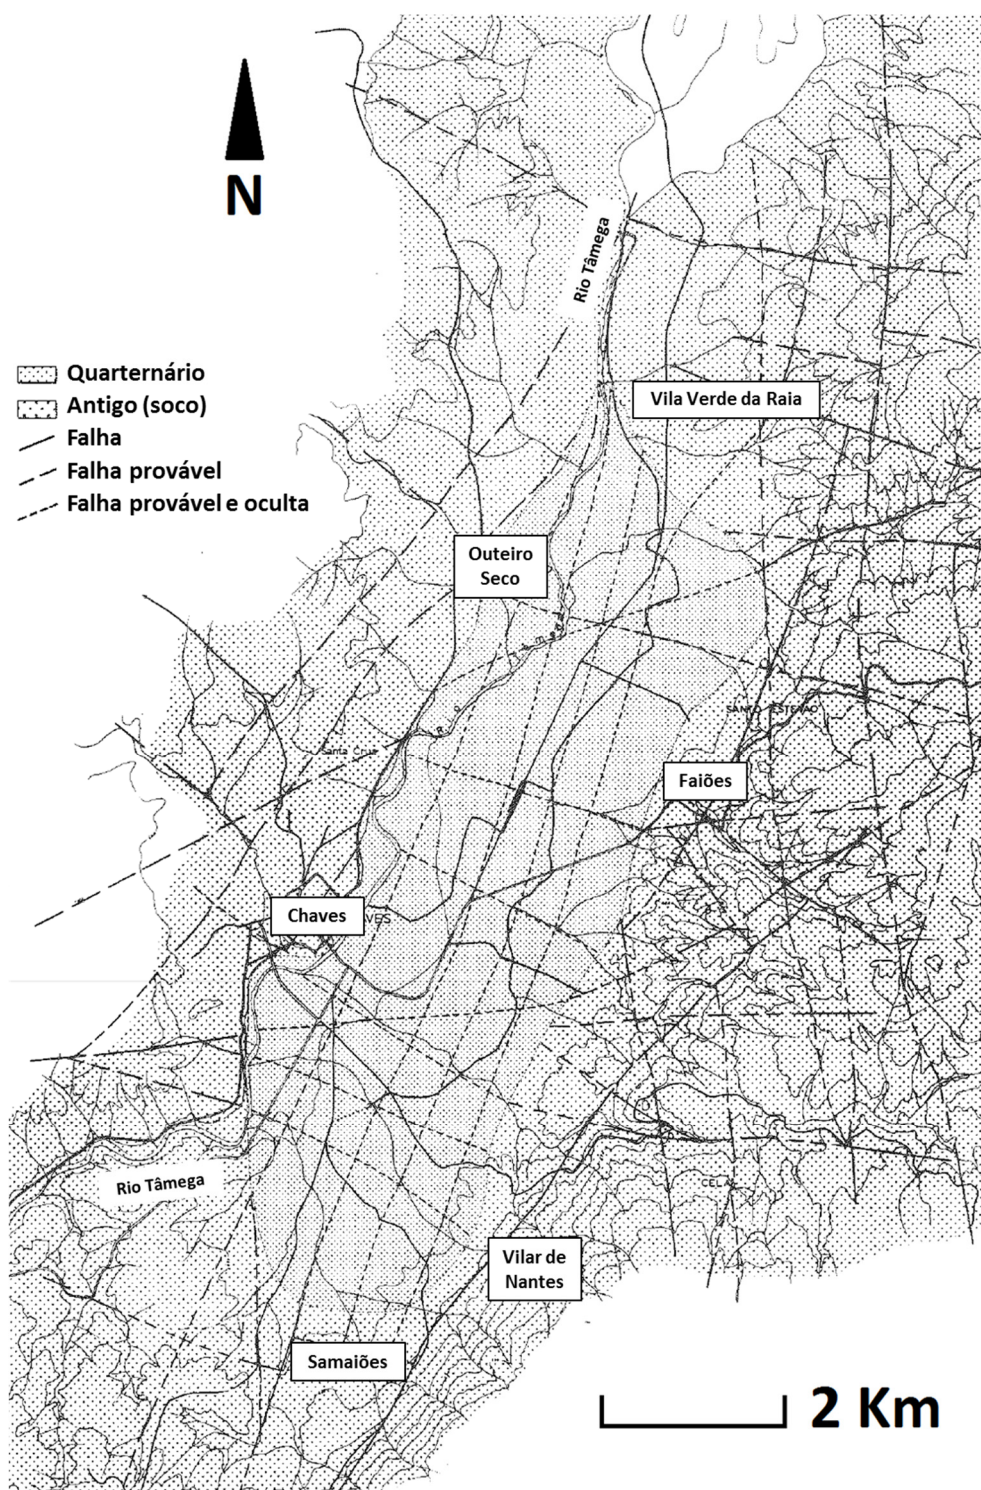 N
Rio Tâmega
Quarternário
Antigo (soco)
Falha
Falha provável
Falha provável e oculta
Vila Verde da Raia
Outeiro
Seco
SANTO ESTEVÃO
Santa Cruz
Faiões
Chaves
VES
Rio Tâmega
CELA
Vilar de
Nantes
Samaiões
2 Km